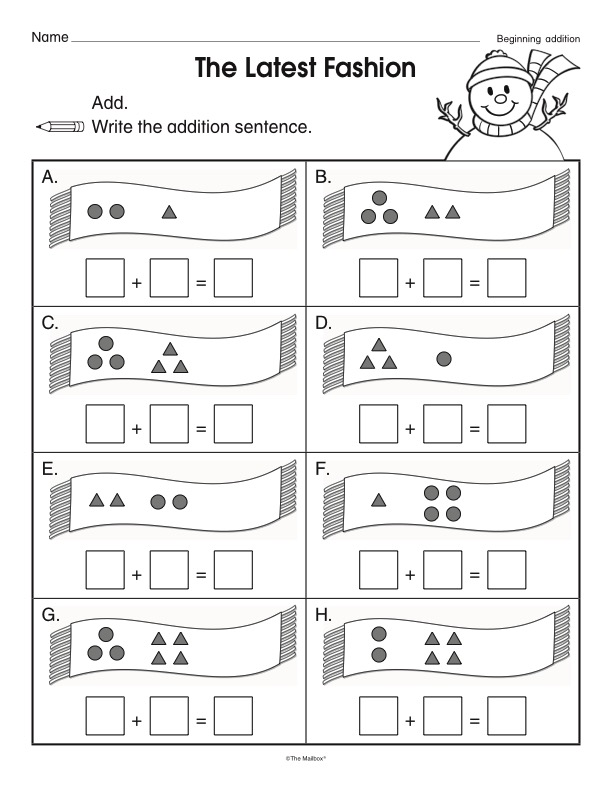 Name
Beginning addition
The Latest Fashion
Add.
Write the addition sentence.
A.
B.
+ =
+ =
C.
D.
+ =
+ =
E.
F.
+ =
+ =
G.
H.
+ =
+ =
©The Mailbox®